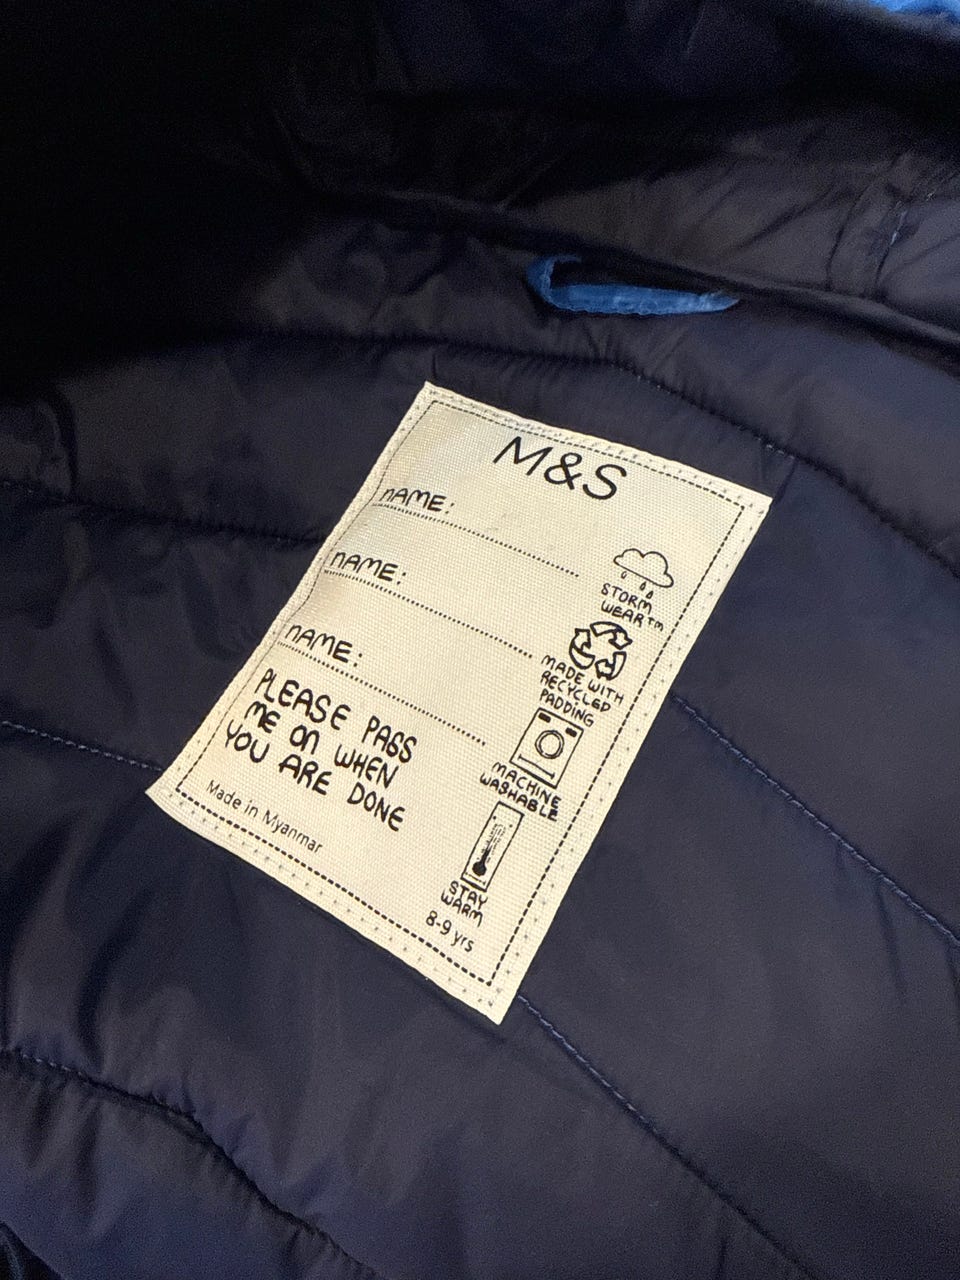 M&S
NAME:
NAME:
NAME:
PLEASE PASS
ME ON WHEN
YOU ARE DONE
Made in Myanmar
STORM
WEAR™
MADE WITH
RECYCLED
PADDING
MACHINE
WASHABLE
STAY
WARM
8-9 yrs